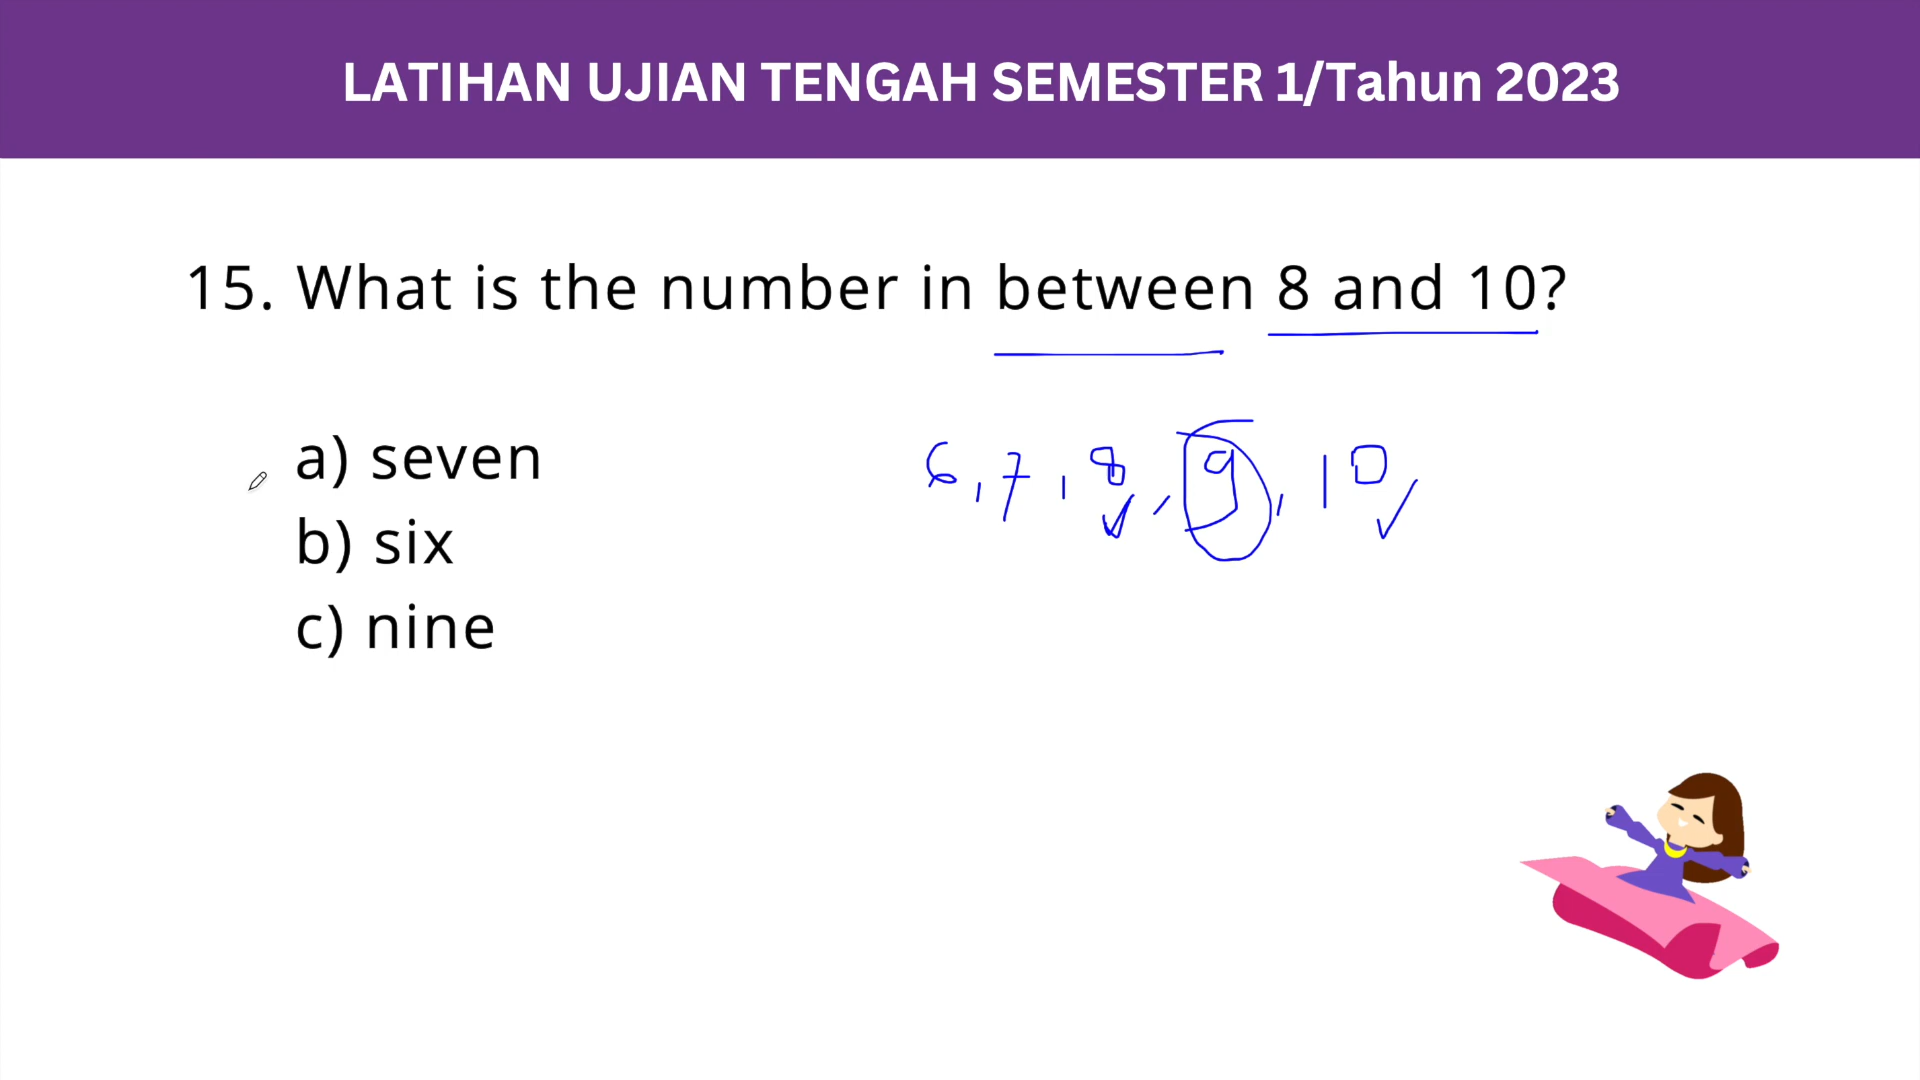 LATIHAN UJIAN TENGAH SEMESTER 1/Tahun 2023
15. What is the number in between 8 and 10?
a) seven
6, 7, 8, 9, 10
b) six
c) nine